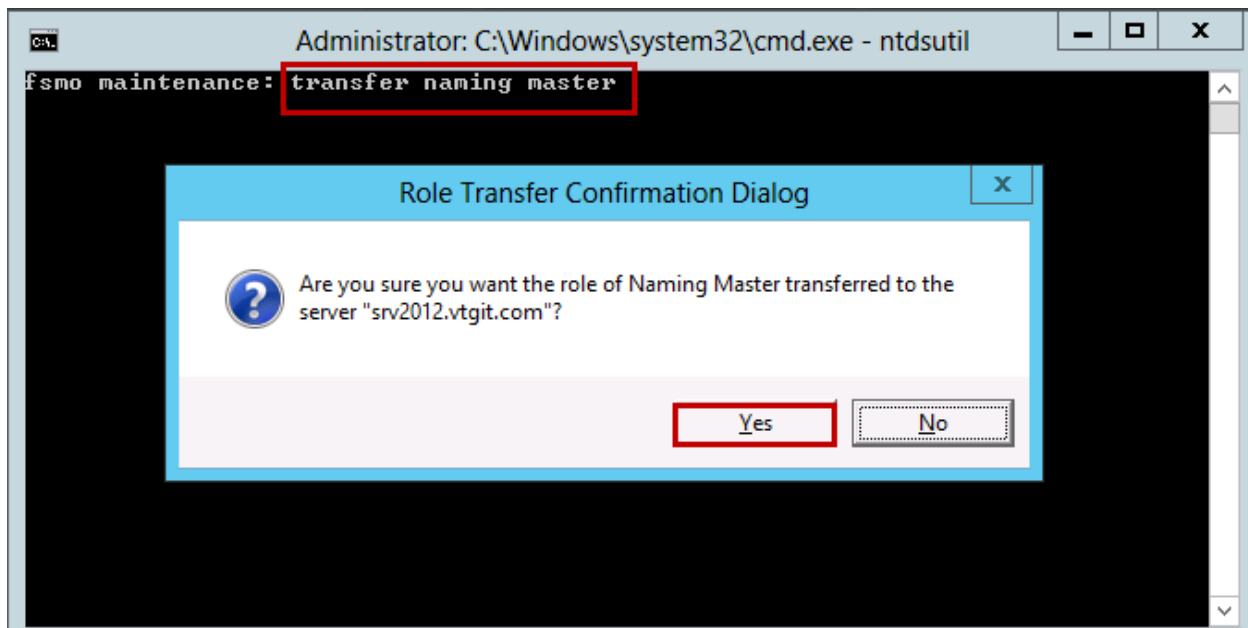 Administrator: C:\Windows\system32\cmd.exe - ntdsutil
fsmo maintenance: transfer naming master
Role Transfer Confirmation Dialog
Are you sure you want the role of Naming Master transferred to the
server "srv2012.vtgit.com"?
Yes No